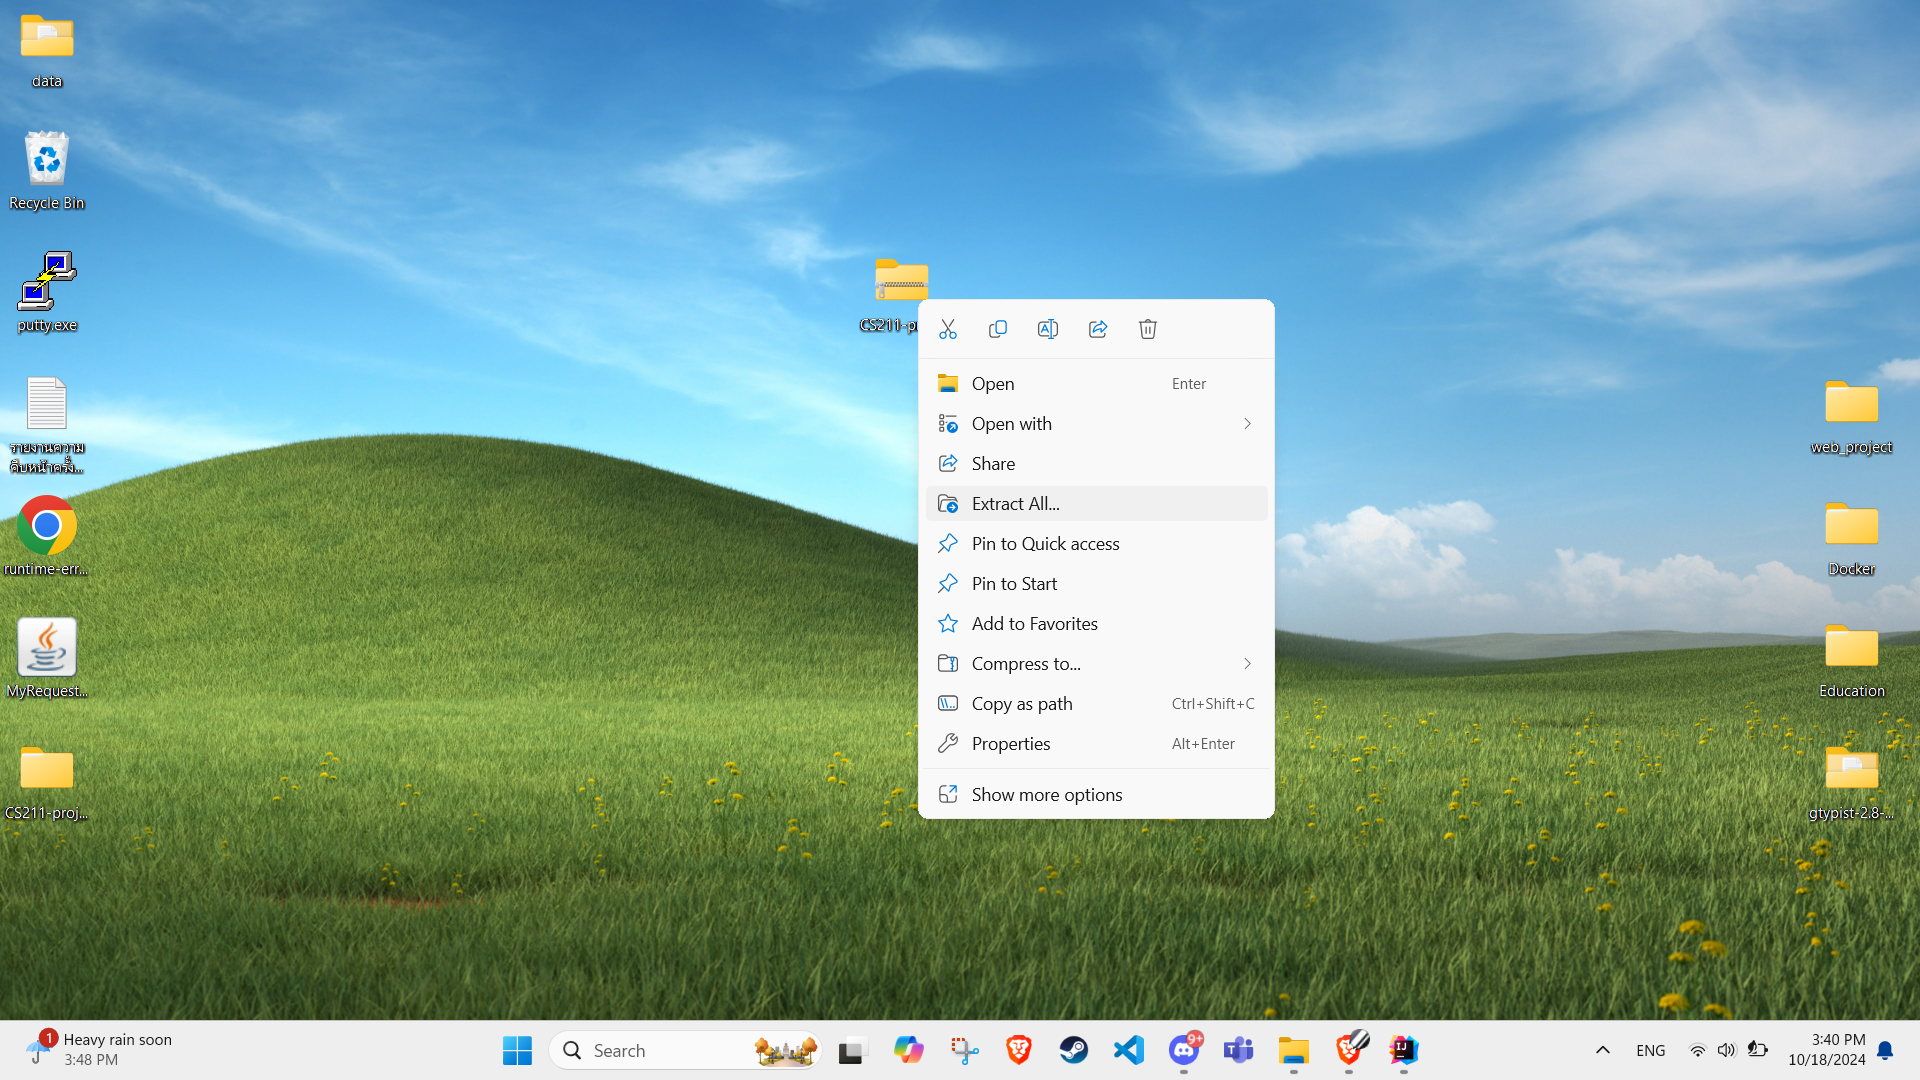 data
Recycle Bin
putty.exe
รายงานความ
คืบหน้าครั้ง...
runtime-err...
MyRequest...
CS211-proj...
CS211-pr
Open Enter
Open with
Share
Extract All...
Pin to Quick access
Pin to Start
Add to Favorites
Compress to...
Copy as path Ctrl+Shift+C
Properties Alt+Enter
Show more options
web_project
Docker
Education
gtypist-2.8-...
1
Heavy rain soon
3:48 PM
Search
9+
ENG
3:40 PM
10/18/2024